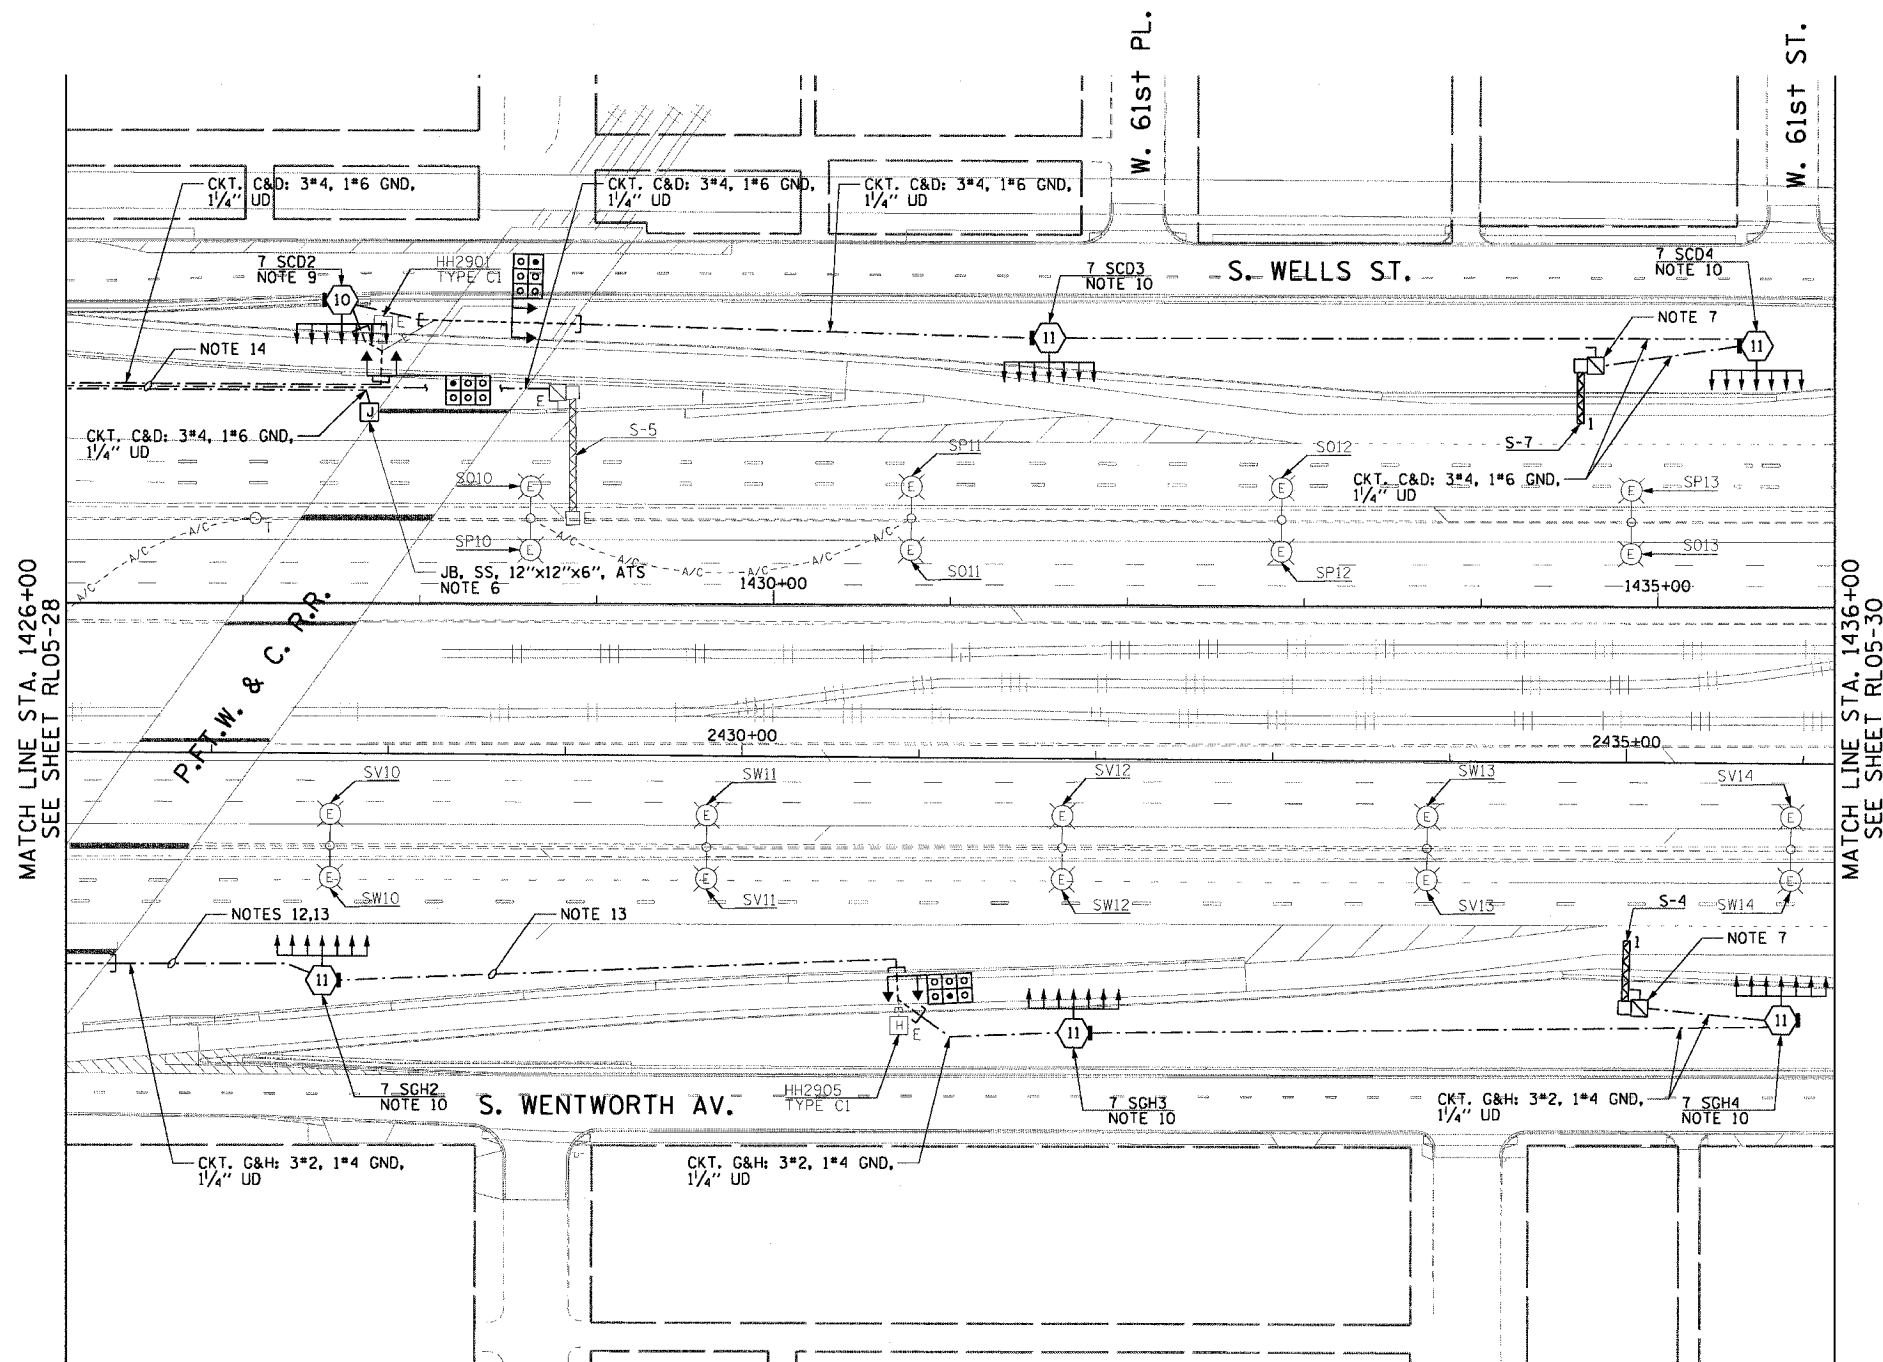 W. 61st PL.
W. 61st ST.
CKT. C&D: 3#4, 1#6 GND,
1¼" UD
CKT. C&D: 3#4, 1#6 GND,
1¼" UD
CKT. C&D: 3#4, 1#6 GND,
1¼" UD
7 SCD2
NOTE 9
HH2901
TYPE C1
7 SCD3
NOTE 10
S. WELLS ST.
7 SCD4
NOTE 10
10
E
E
11
11
NOTE 7
NOTE 14
E
J
1
CKT. C&D: 3#4, 1#6 GND,
1¼" UD
S-5
S-7
SO10
SP11
SO12
CKT. C&D: 3#4, 1#6 GND,
1¼" UD
SP13
E
E
E
E
E
T
A/C
A/C
A/C
A/C
A/C
A/C
A/C
A/C
A/C
SP10
E
E
SO11
E
SP12
E
SO13
JB, SS, 12"x12"x6", ATS
NOTE 6
1430+00
1435+00
MATCH LINE STA. 1426+00
SEE SHEET RL05-28
MATCH LINE STA. 1436+00
SEE SHEET RL05-30
P.FT.W. & C. R.R.
2430+00
2435+00
SV10
SW11
SV12
SW13
SV14
E
E
E
E
E
E
E
E
E
E
SW10
SV11
SW12
SV13
SW14
NOTES 12,13
NOTE 13
S-4
1
NOTE 7
11
H
E
11
11
7 SGH2
NOTE 10
S. WENTWORTH AV.
HH2905
TYPE C1
7 SGH3
NOTE 10
CKT. G&H: 3#2, 1#4 GND,
1¼" UD
7 SGH4
NOTE 10
CKT. G&H: 3#2, 1#4 GND,
1¼" UD
CKT. G&H: 3#2, 1#4 GND,
1¼" UD